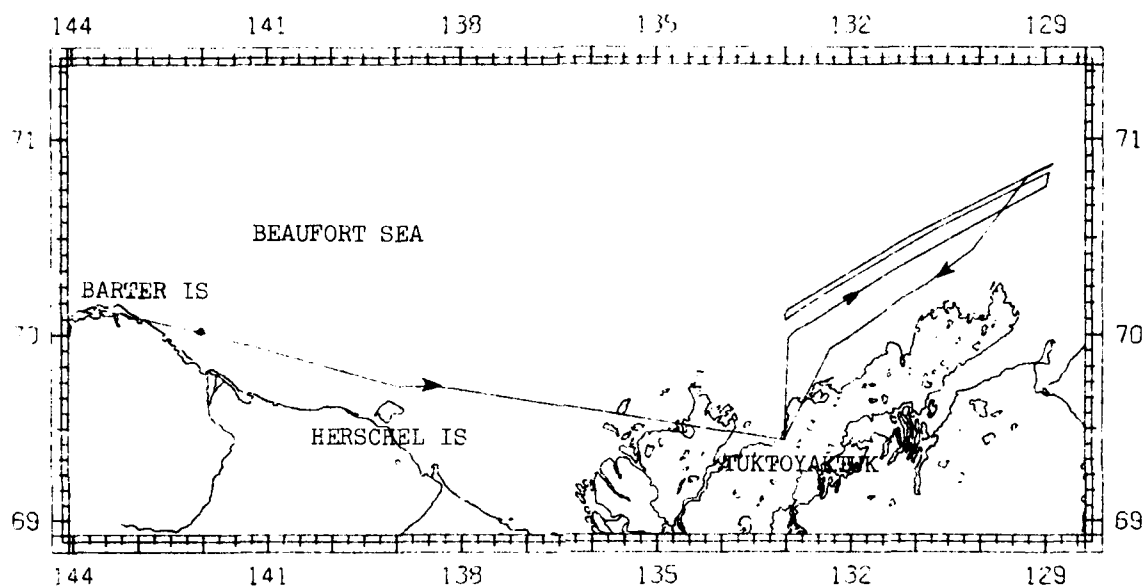 144 141 138 135 132 129
71 71
BEAUFORT SEA
BARTER IS
70 70
HERSCHEL IS
TUKTOYAKTUK
69 69
144 141 138 135 132 129